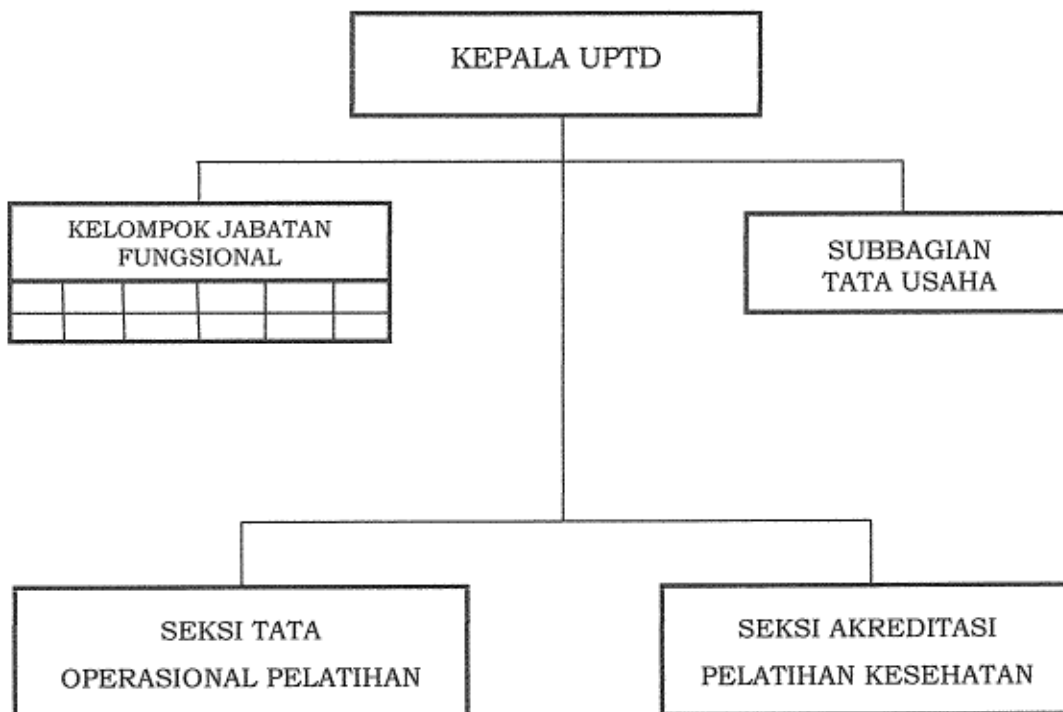 KEPALA UPTD
KELOMPOK JABATAN
FUNGSIONAL
SUBBAGIAN
TATA USAHA
SEKSI TATA
OPERASIONAL PELATIHAN
SEKSI AKREDITASI
PELATIHAN KESEHATAN